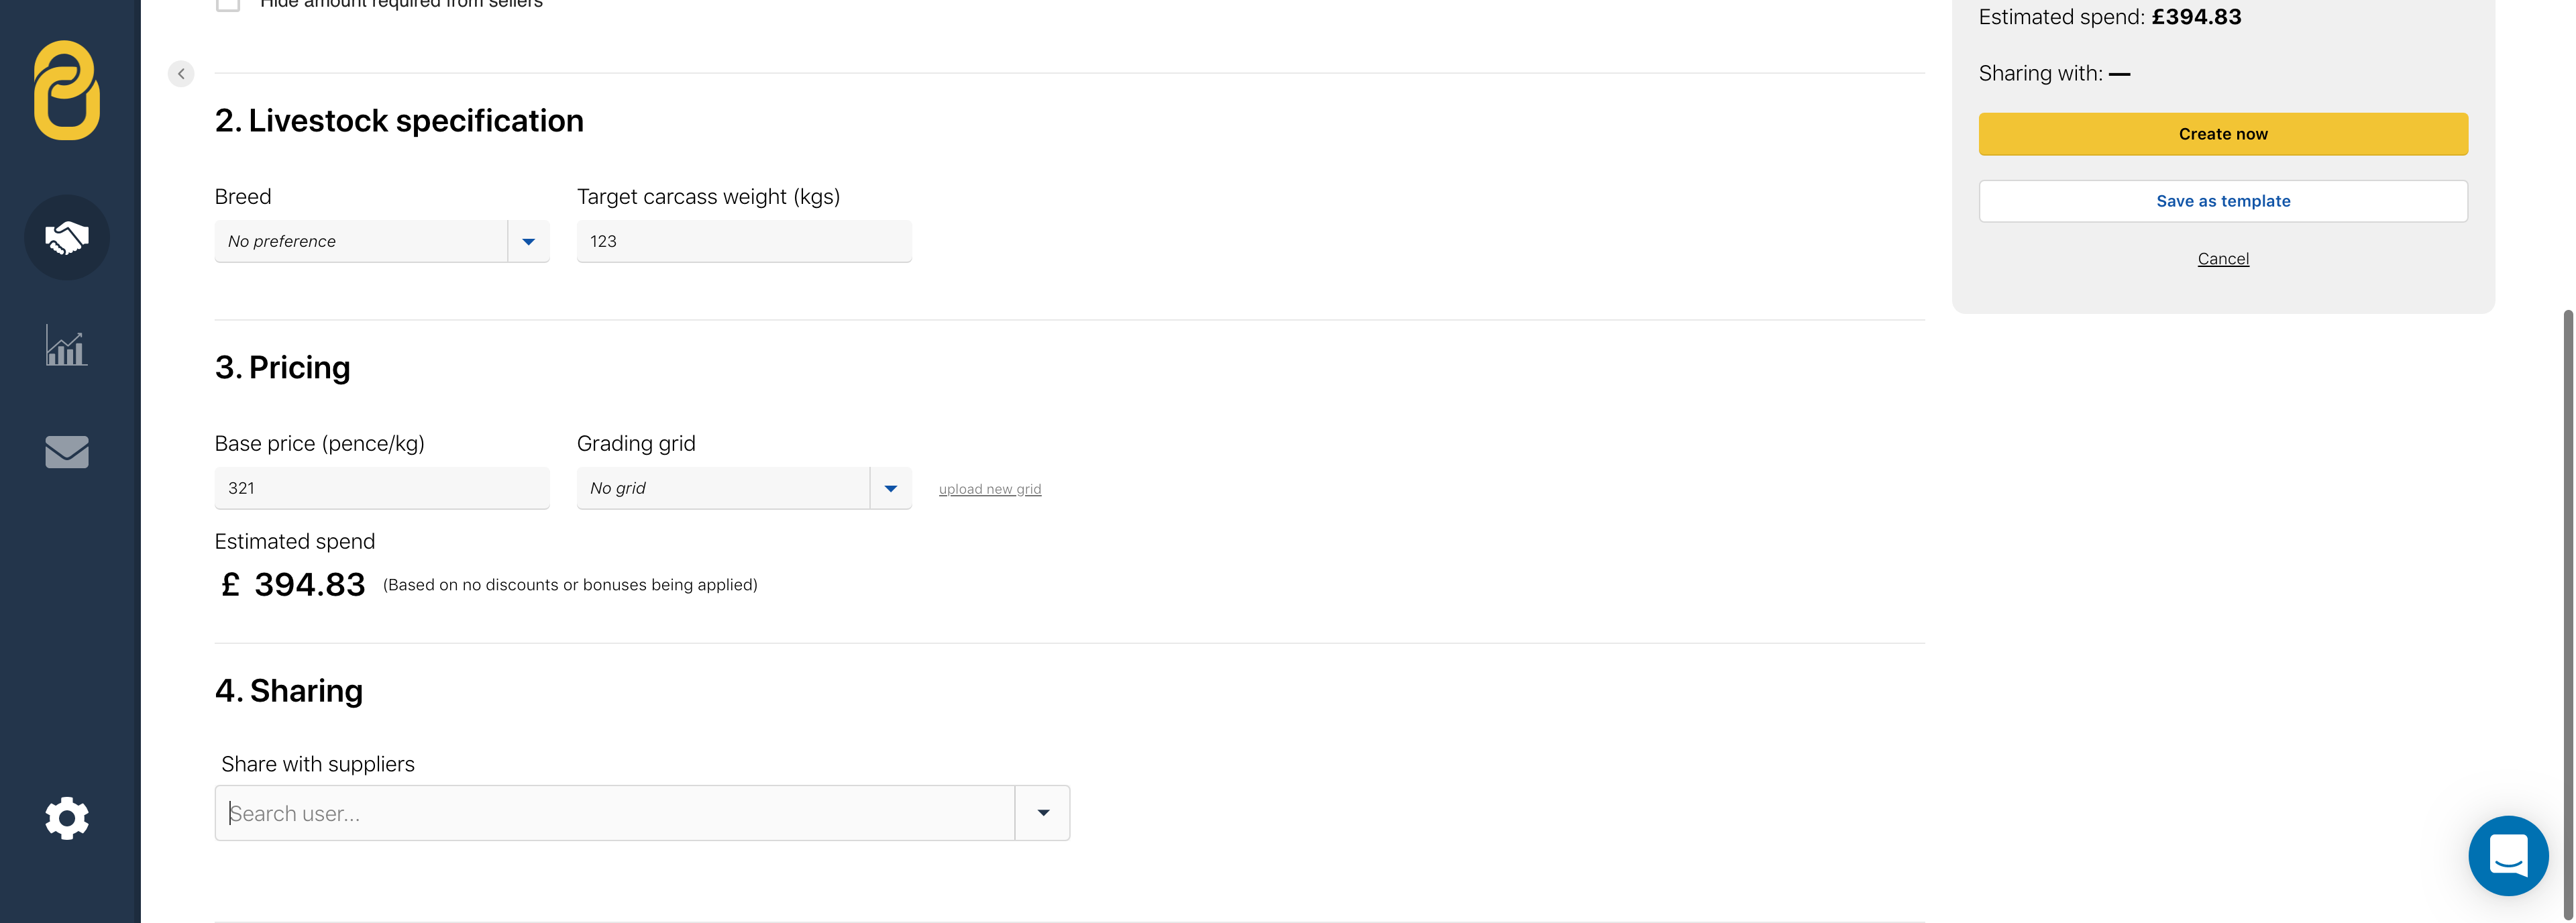 Hide amount required from sellers
2. Livestock specification
Breed
Target carcass weight (kgs)
No preference
123
3. Pricing
Base price (pence/kg)
Grading grid
321
No grid
upload new grid
Estimated spend
£ 394.83 (Based on no discounts or bonuses being applied)
4. Sharing
Share with suppliers
Search user...
Estimated spend: £394.83
Sharing with: —
Create now
Save as template
Cancel